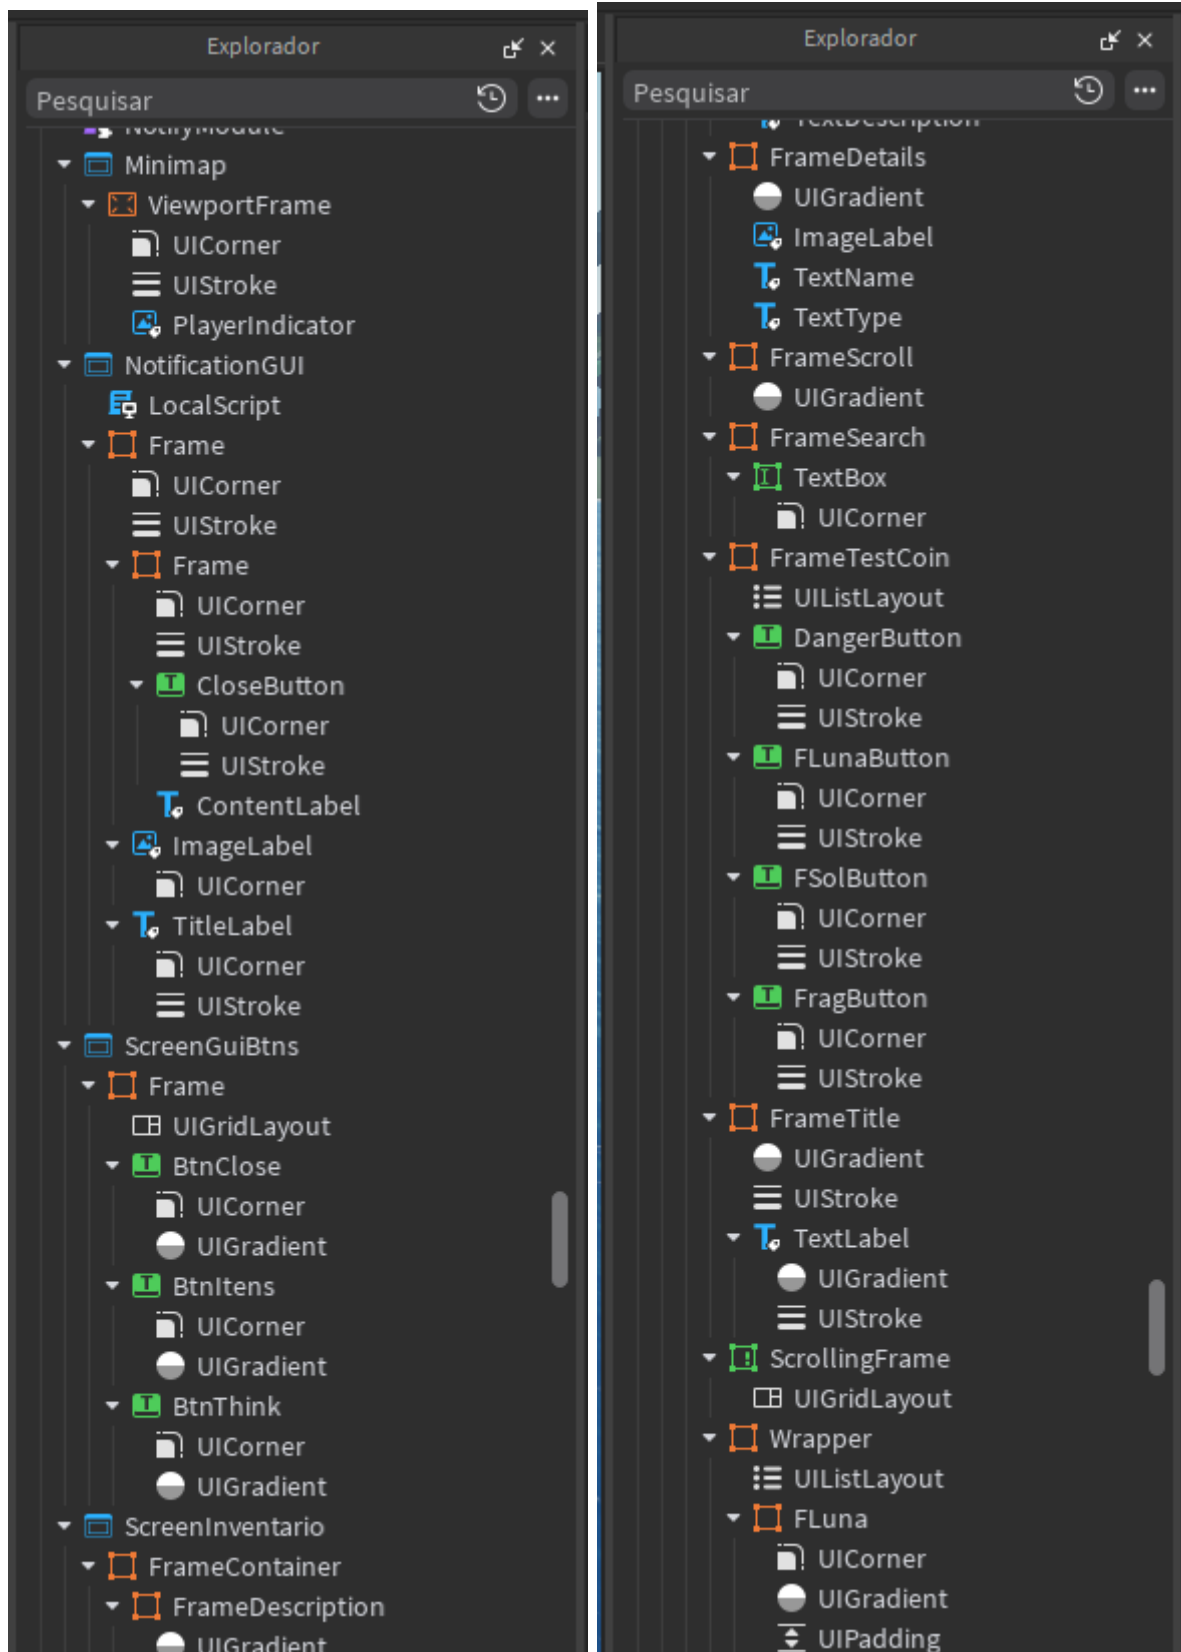 Explorador
Pesquisar
NotifyModule
Minimap
ViewportFrame
UICorner
UIStroke
PlayerIndicator
NotificationGUI
LocalScript
Frame
UICorner
UIStroke
Frame
UICorner
UIStroke
CloseButton
UICorner
UIStroke
ContentLabel
ImageLabel
UICorner
TitleLabel
UICorner
UIStroke
ScreenGuiBtns
Frame
UIGridLayout
BtnClose
UICorner
UIGradient
BtnItens
UICorner
UIGradient
BtnThink
UICorner
UIGradient
ScreenInventario
FrameContainer
FrameDescription
UIGradient
Explorador
Pesquisar
TextDescription
FrameDetails
UIGradient
ImageLabel
TextName
TextType
FrameScroll
UIGradient
FrameSearch
TextBox
UICorner
FrameTestCoin
UIListLayout
DangerButton
UICorner
UIStroke
FLunaButton
UICorner
UIStroke
FSolButton
UICorner
UIStroke
FragButton
UICorner
UIStroke
FrameTitle
UIGradient
UIStroke
TextLabel
UIGradient
UIStroke
ScrollingFrame
UIGridLayout
Wrapper
UIListLayout
FLuna
UICorner
UIGradient
UIPadding